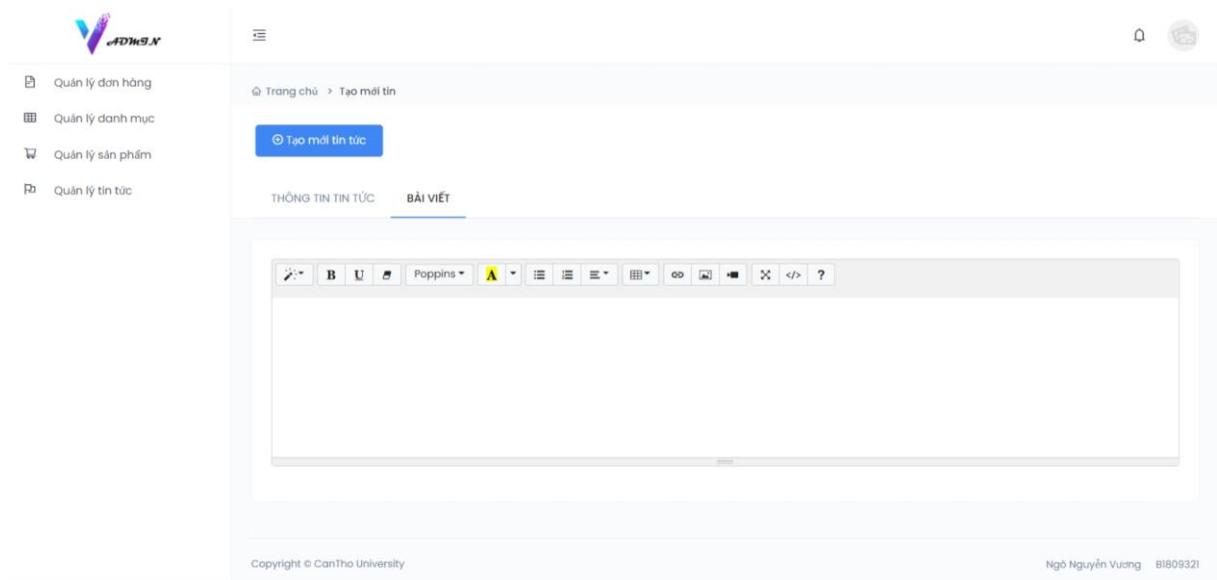 V ADMIN
Quản lý đơn hàng
Quản lý danh mục
Quản lý sản phẩm
Quản lý tin tức
Trang chủ > Tạo mới tin
Tạo mới tin tức
THÔNG TIN TIN TỨC BÀI VIẾT
B U Poppins A </> ?
Copyright © CanTho University
Ngô Nguyễn Vương B1809321